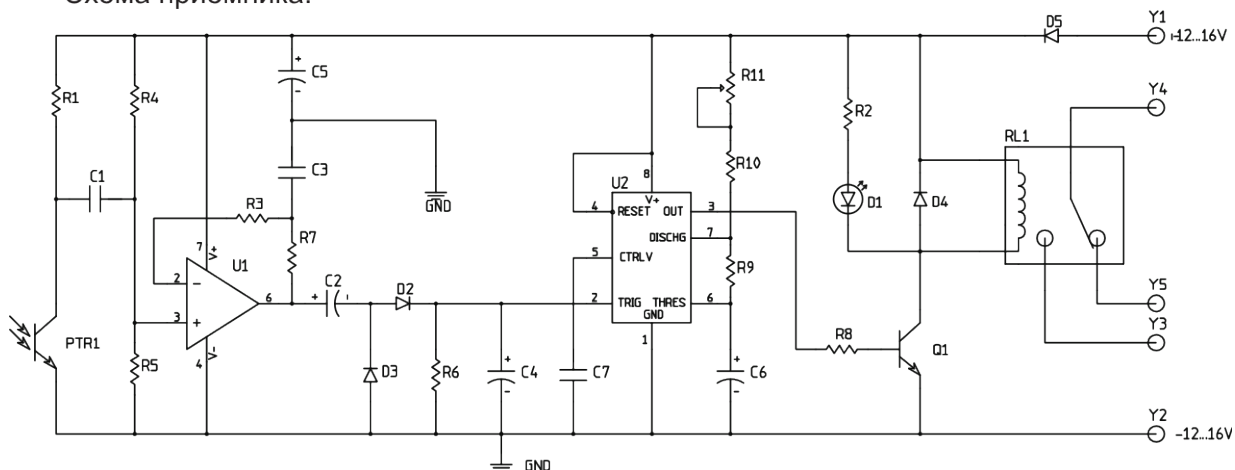 Схема приёмника.
D5
Y1
12...16V
C5
R11
R1
R4
R2
Y4
RL1
R10
C1
C3
U2
8
GND
V+
R3
4
RESET
OUT
3
D1
D4
R7
DISCHG
7
7
V+
U1
5
CTRLV
R9
2
C2
D2
Y5
6
2
TRIG
THRES
6
3
GND
Y3
PTR1
V-
1
R8
4
R5
D3
R6
C4
C7
C6
Q1
Y2
-12...16V
GND